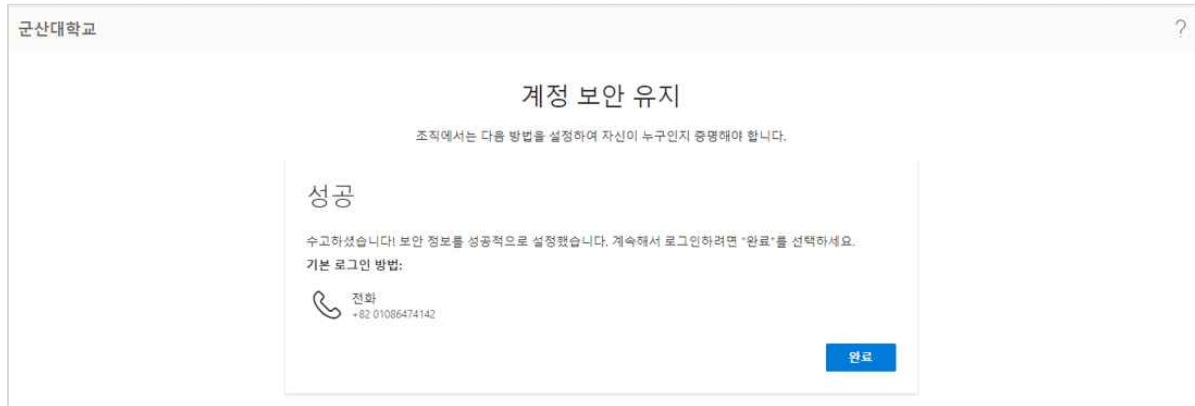 군산대학교
?
계정 보안 유지
조직에서는 다음 방법을 설정하여 자신이 누구인지 증명해야 합니다.
성공
수고하셨습니다! 보안 정보를 성공적으로 설정했습니다. 계속해서 로그인하려면 "완료"를 선택하세요.
기본 로그인 방법:
전화
+82 01086474142
완료